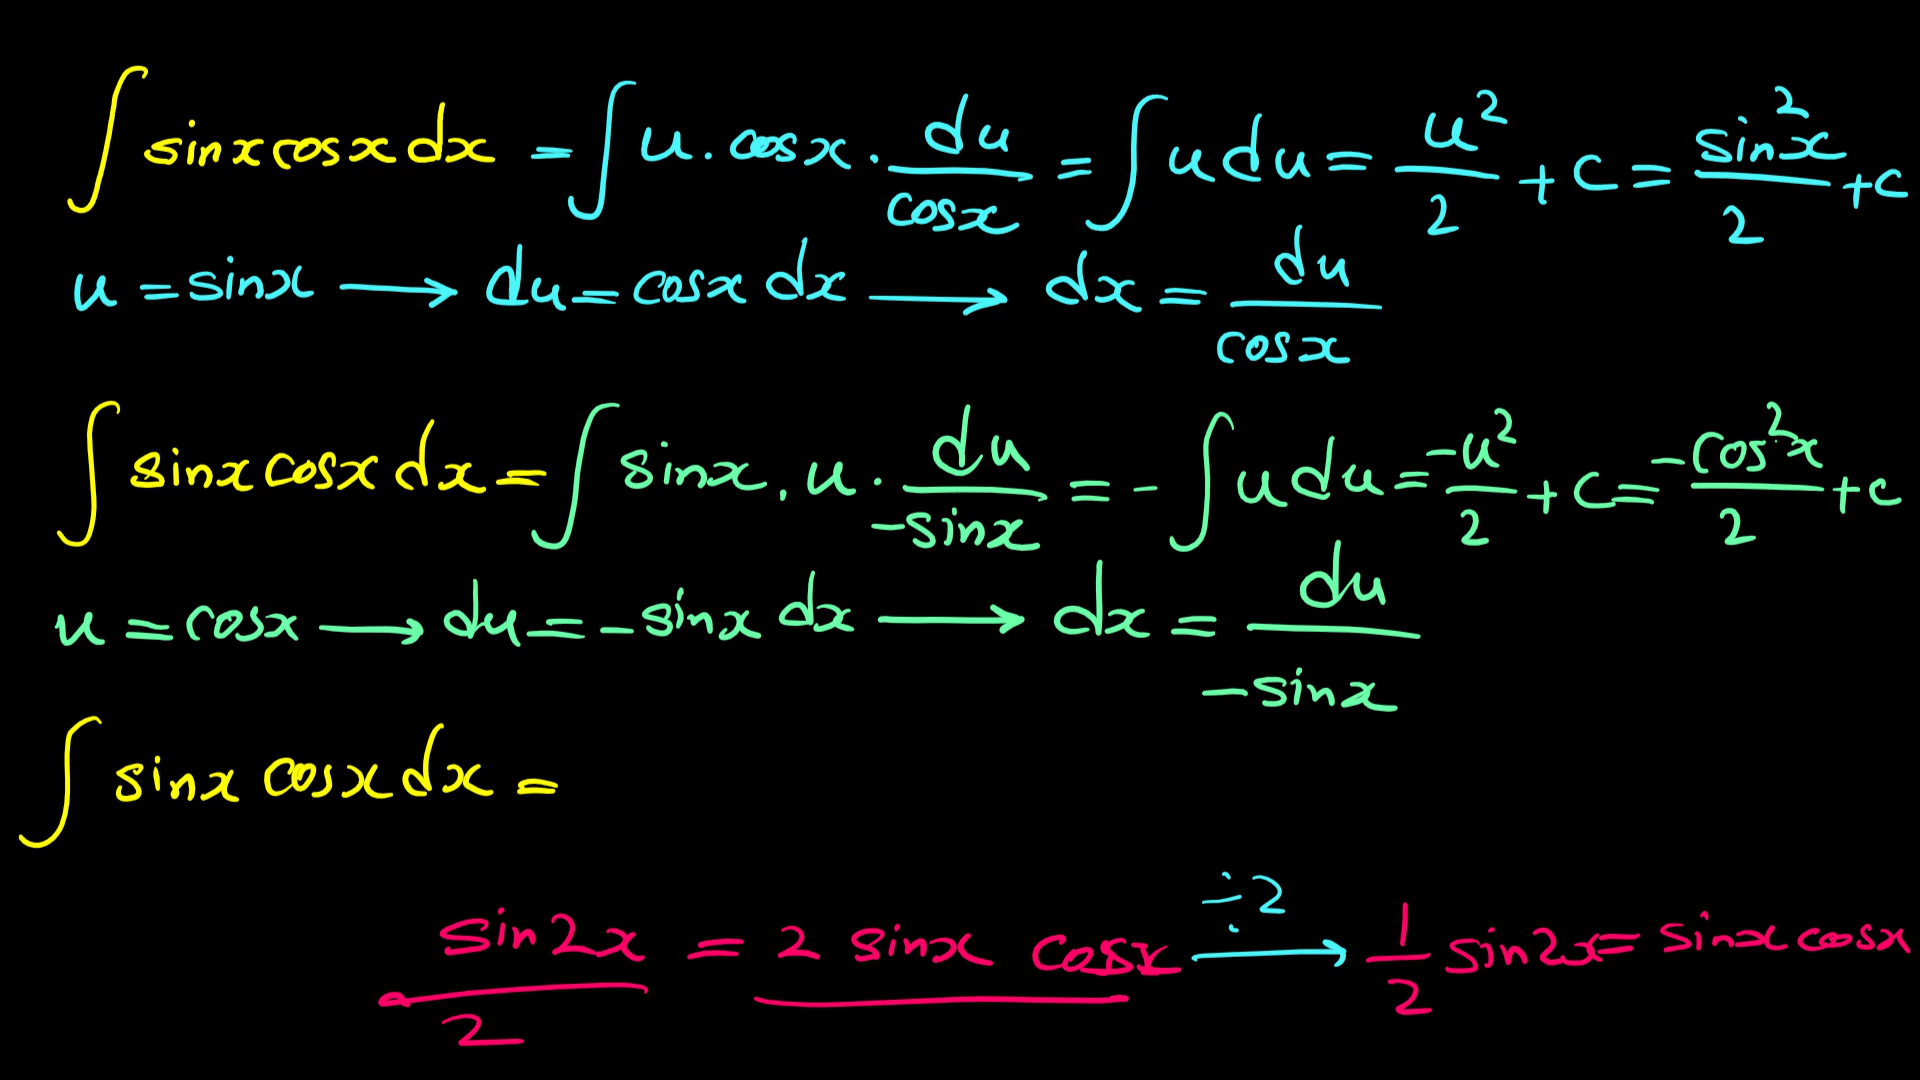 ∫ sinx cosx dx = ∫ u . cosx . du/cosx = ∫ u du = u²/2 + c = sin²x/2 + c
u = sinx ⟶ du = cosx dx ⟶ dx = du/cosx
∫ sinx cosx dx = ∫ sinx . u . du/-sinx = - ∫ u du = -u²/2 + c = -cos²x/2 + c
u = cosx ⟶ du = -sinx dx ⟶ dx = du/-sinx
∫ sinx cosx dx =
sin2x/2 = 2 sinx cosx ÷2 ⟶ 1/2 sin2x = sinx cosx